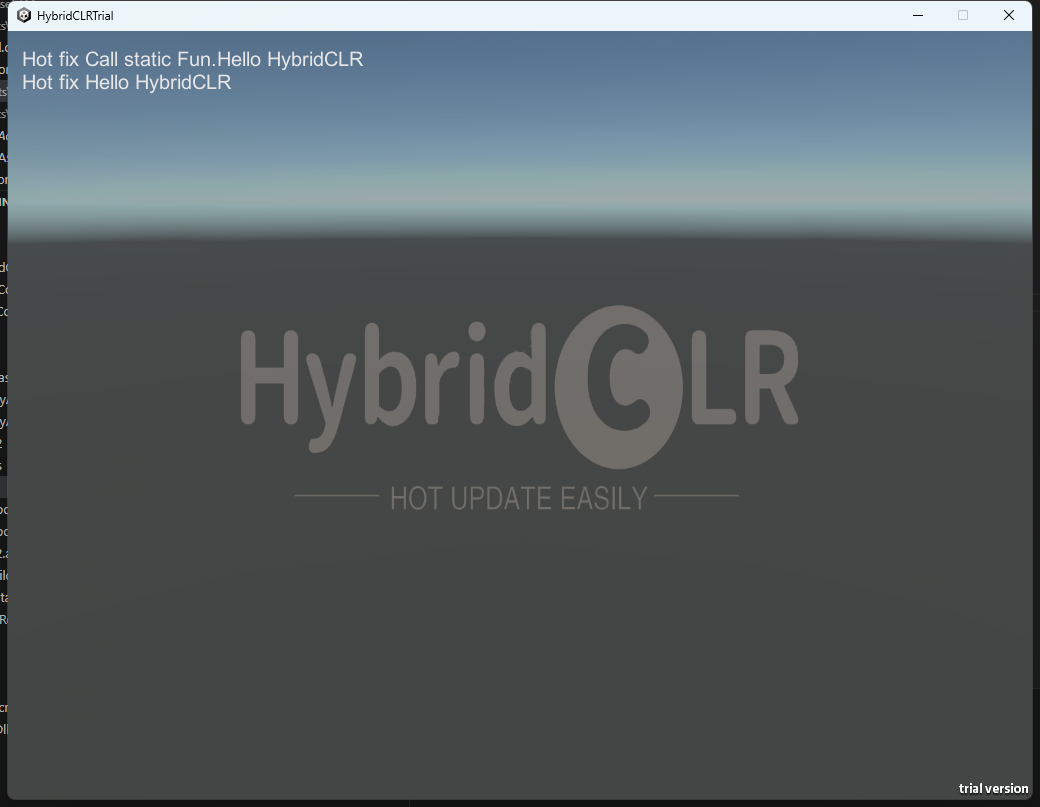 HybridCLRTrial
Hot fix Call static Fun.Hello HybridCLR
Hot fix Hello HybridCLR
HybridCLR
HOT UPDATE EASILY
trial version